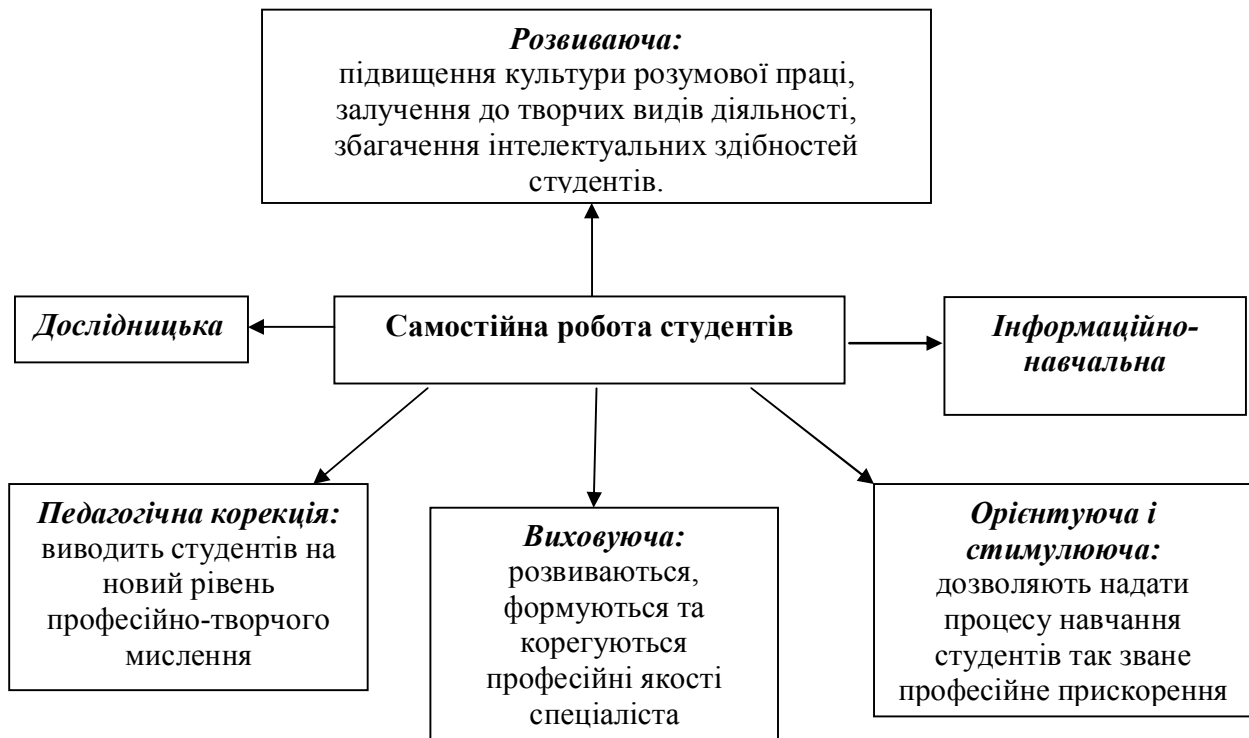 Розвиваюча:
підвищення культури розумової праці,
залучення до творчих видів діяльності,
збагачення інтелектуальних здібностей
студентів.
Дослідницька
Самостійна робота студентів
Інформаційно-
навчальна
Педагогічна корекція:
виводить студентів на
новий рівень
професійно-творчого
мислення
Виховуюча:
розвиваються,
формуються та
корегуються
професійні якості
спеціаліста
Орієнтуюча і
стимулююча:
дозволяють надати
процесу навчання
студентів так зване
професійне прискорення